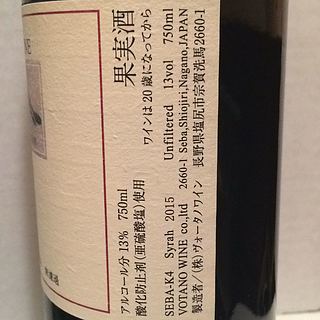 果実酒
ワインは20歳になってから
アルコール分 13% 750ml
酸化防止剤(亜硫酸塩)使用
SEBA-K4 Syrah 2015 Unfiltered 13vol 750ml
VOTANO WINE co.,ltd 2660-1 Seba,Shiojiri,Nagano,JAPAN
製造者 (株)ヴォータノワイン 長野県塩尻市宗賀洗馬2660-1